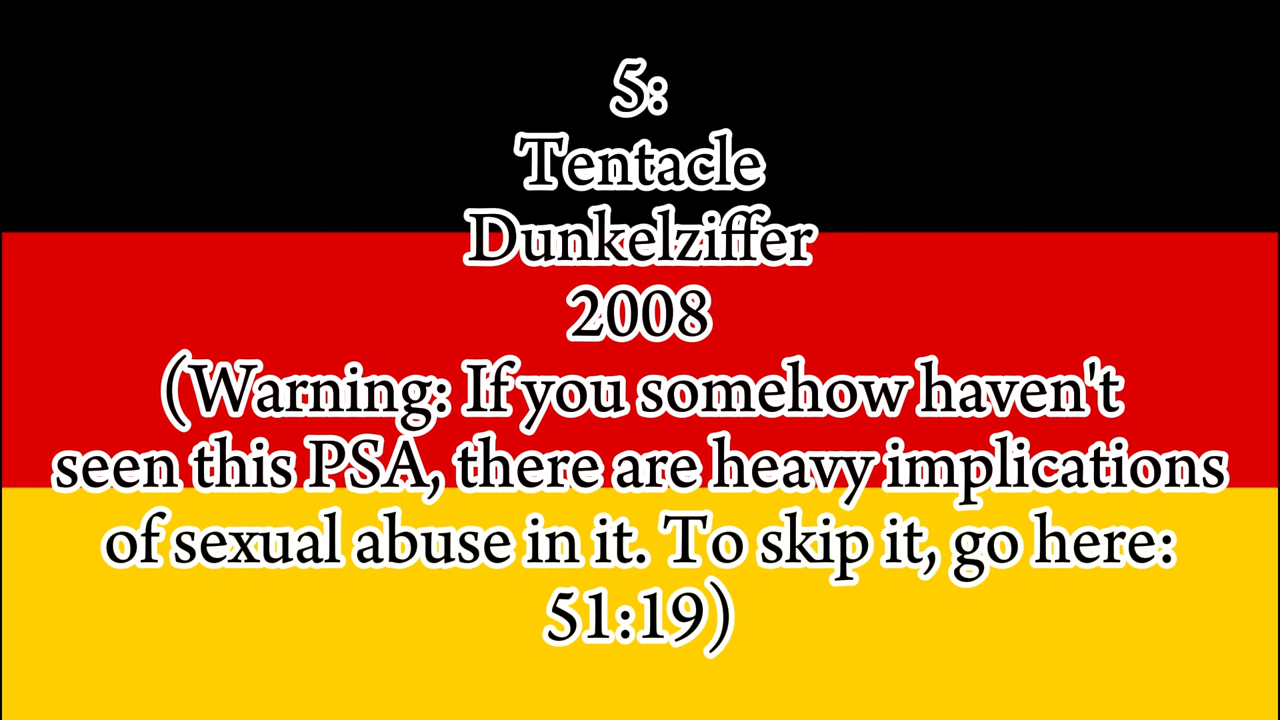 5:
Tentacle
Dunkelziffer
2008
(Warning: If you somehow haven't
seen this PSA, there are heavy implications
of sexual abuse in it. To skip it, go here:
51:19)